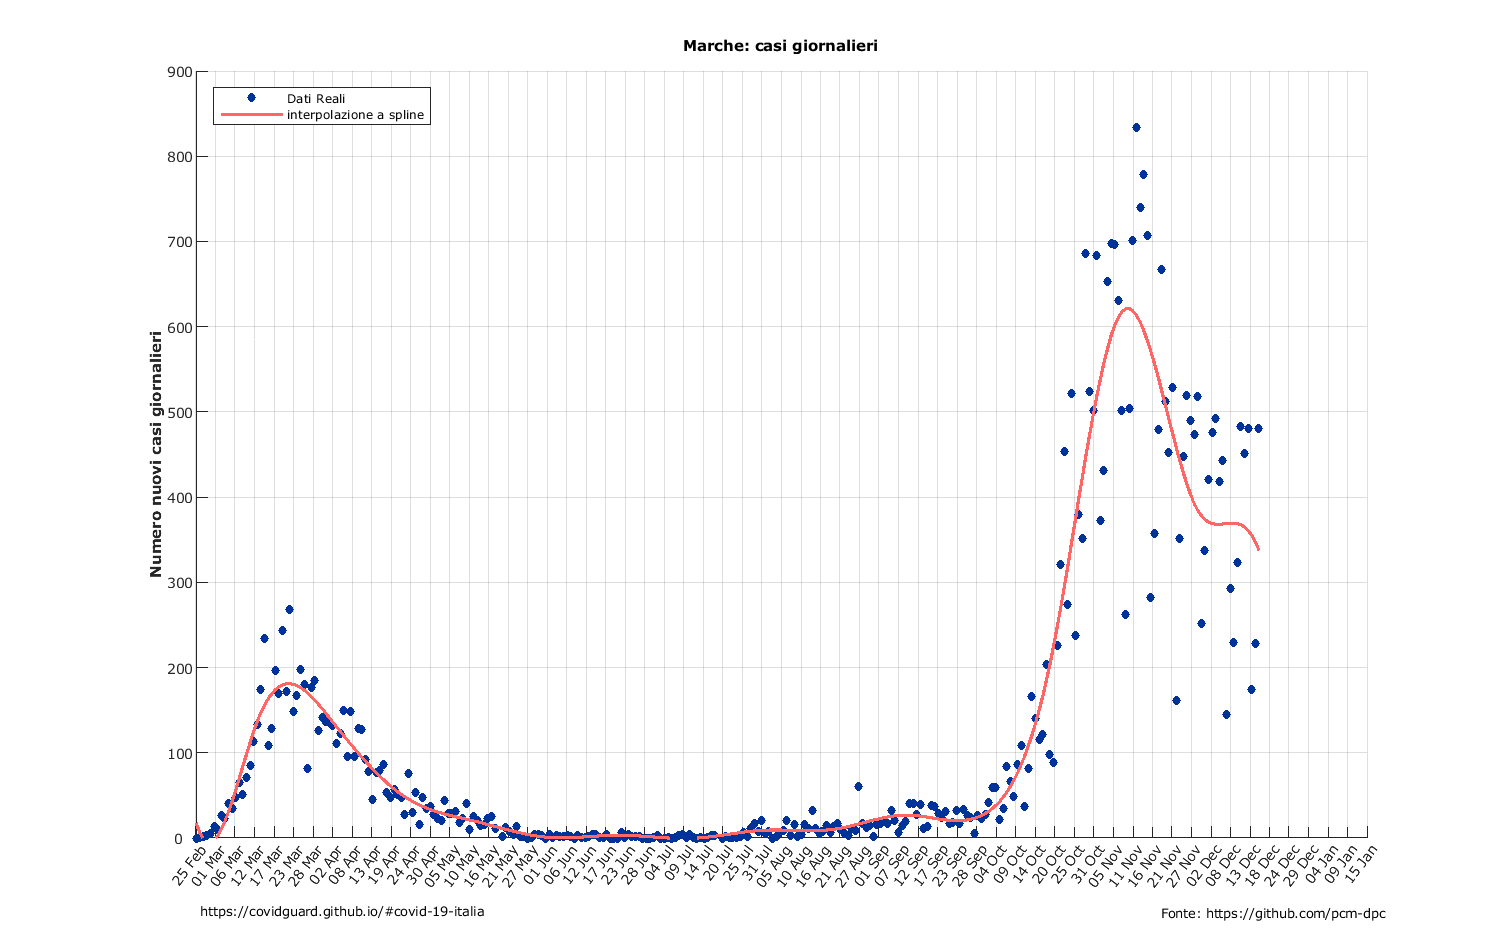 Marche: casi giornalieri
900
800
700
600
500
400
300
200
100
0
Dati Reali
interpolazione a spline
Numero nuovi casi giornalieri
25 Feb
01 Mar
06 Mar
12 Mar
17 Mar
23 Mar
28 Mar
02 Apr
08 Apr
13 Apr
19 Apr
24 Apr
30 Apr
05 May
10 May
16 May
21 May
27 May
01 Jun
06 Jun
12 Jun
17 Jun
23 Jun
28 Jun
04 Jul
09 Jul
14 Jul
20 Jul
25 Jul
31 Jul
05 Aug
10 Aug
16 Aug
21 Aug
27 Aug
01 Sep
07 Sep
12 Sep
17 Sep
23 Sep
28 Sep
04 Oct
09 Oct
14 Oct
20 Oct
25 Oct
31 Oct
05 Nov
11 Nov
16 Nov
21 Nov
27 Nov
02 Dec
08 Dec
13 Dec
18 Dec
24 Dec
29 Dec
04 Jan
09 Jan
15 Jan
https://covidguard.github.io/#covid-19-italia
Fonte: https://github.com/pcm-dpc